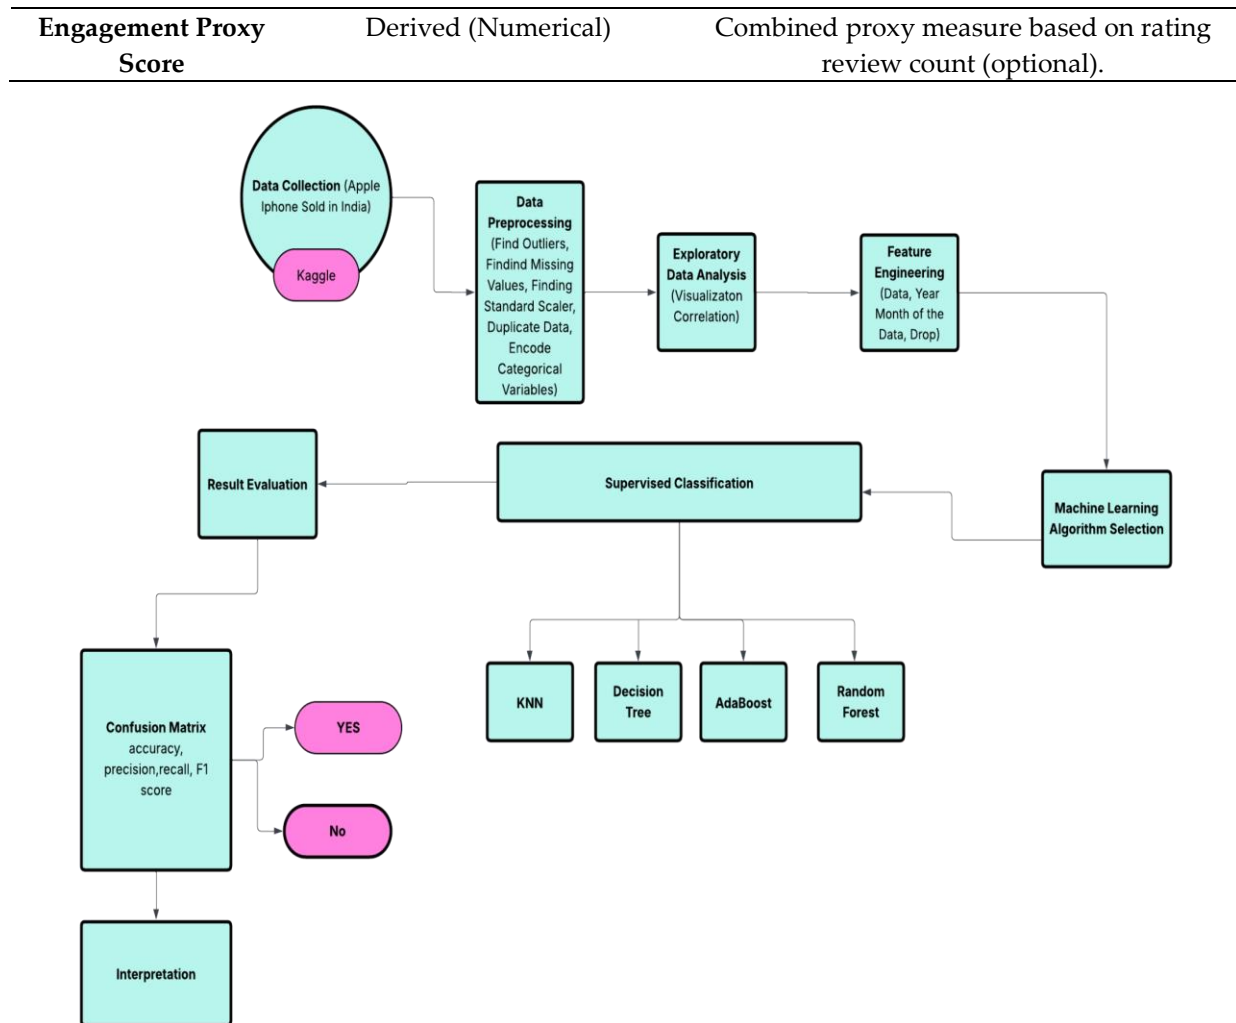 Engagement Proxy
Score
Derived (Numerical)
Combined proxy measure based on rating
review count (optional).
Data Collection (Apple
Iphone Sold in India)
Kaggle
Data
Preprocessing
(Find Outliers,
Findind Missing
Values, Finding
Standard Scaler,
Duplicate Data,
Encode
Categorical
Variables)
Exploratory
Data Analysis
(Visualizaton
Correlation)
Feature
Engineering
(Data, Year
Month of the
Data, Drop)
Machine Learning
Algorithm Selection
Supervised Classification
Result Evaluation
KNN
Decision
Tree
AdaBoost
Random
Forest
Confusion Matrix
accuracy,
precision,recall, F1
score
YES
No
Interpretation